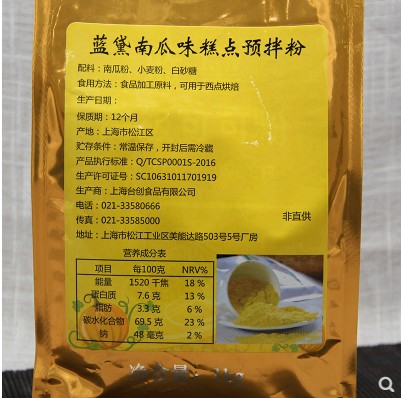 蓝黛南瓜味糕点预拌粉
配料：南瓜粉、小麦粉、白砂糖
食用方法：食品加工原料，可用于西点烘焙
生产日期：
保质期：12个月
产地：上海市松江区
贮存条件：常温保存，开封后需冷藏
产品执行标准：Q/TCSP0001S-2016
生产许可证号：SC10631011701919
生产商：上海台创食品有限公司
电话：021-33580666
传真：021-33585000
非直供
地址：上海市松江工业区美能达路503号5号厂房
营养成分表
项目 每100克 NRV%
能量 1520 千焦 18 %
蛋白质 7.6 克 13 %
脂肪 3.3 克 6 %
碳水化合物 69.5 克 23 %
钠 48 毫克 2 %
净含量：1kg